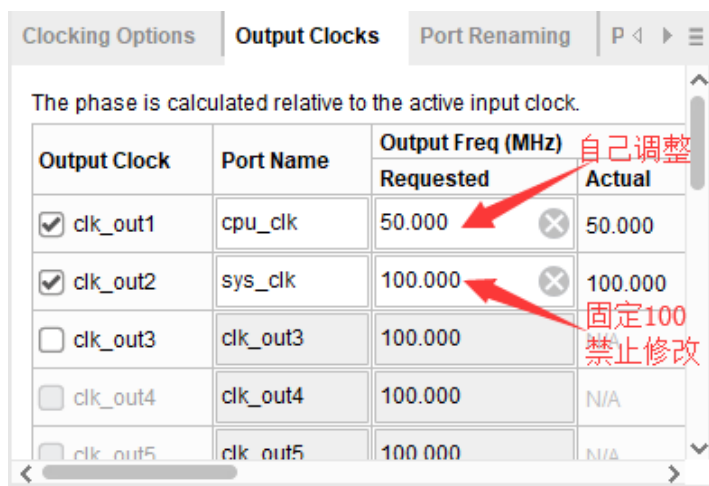 Clocking Options Output Clocks Port Renaming P
The phase is calculated relative to the active input clock.
Output Clock Port Name Output Freq (MHz) 自己调整
Requested Actual
clk_out1 cpu_clk 50.000 50.000
clk_out2 sys_clk 100.000 100.000
固定100
clk_out3 clk_out3 100.000
禁止修改
clk_out4 clk_out4 100.000 N/A
clk_out5 clk_out5 100.000 N/A